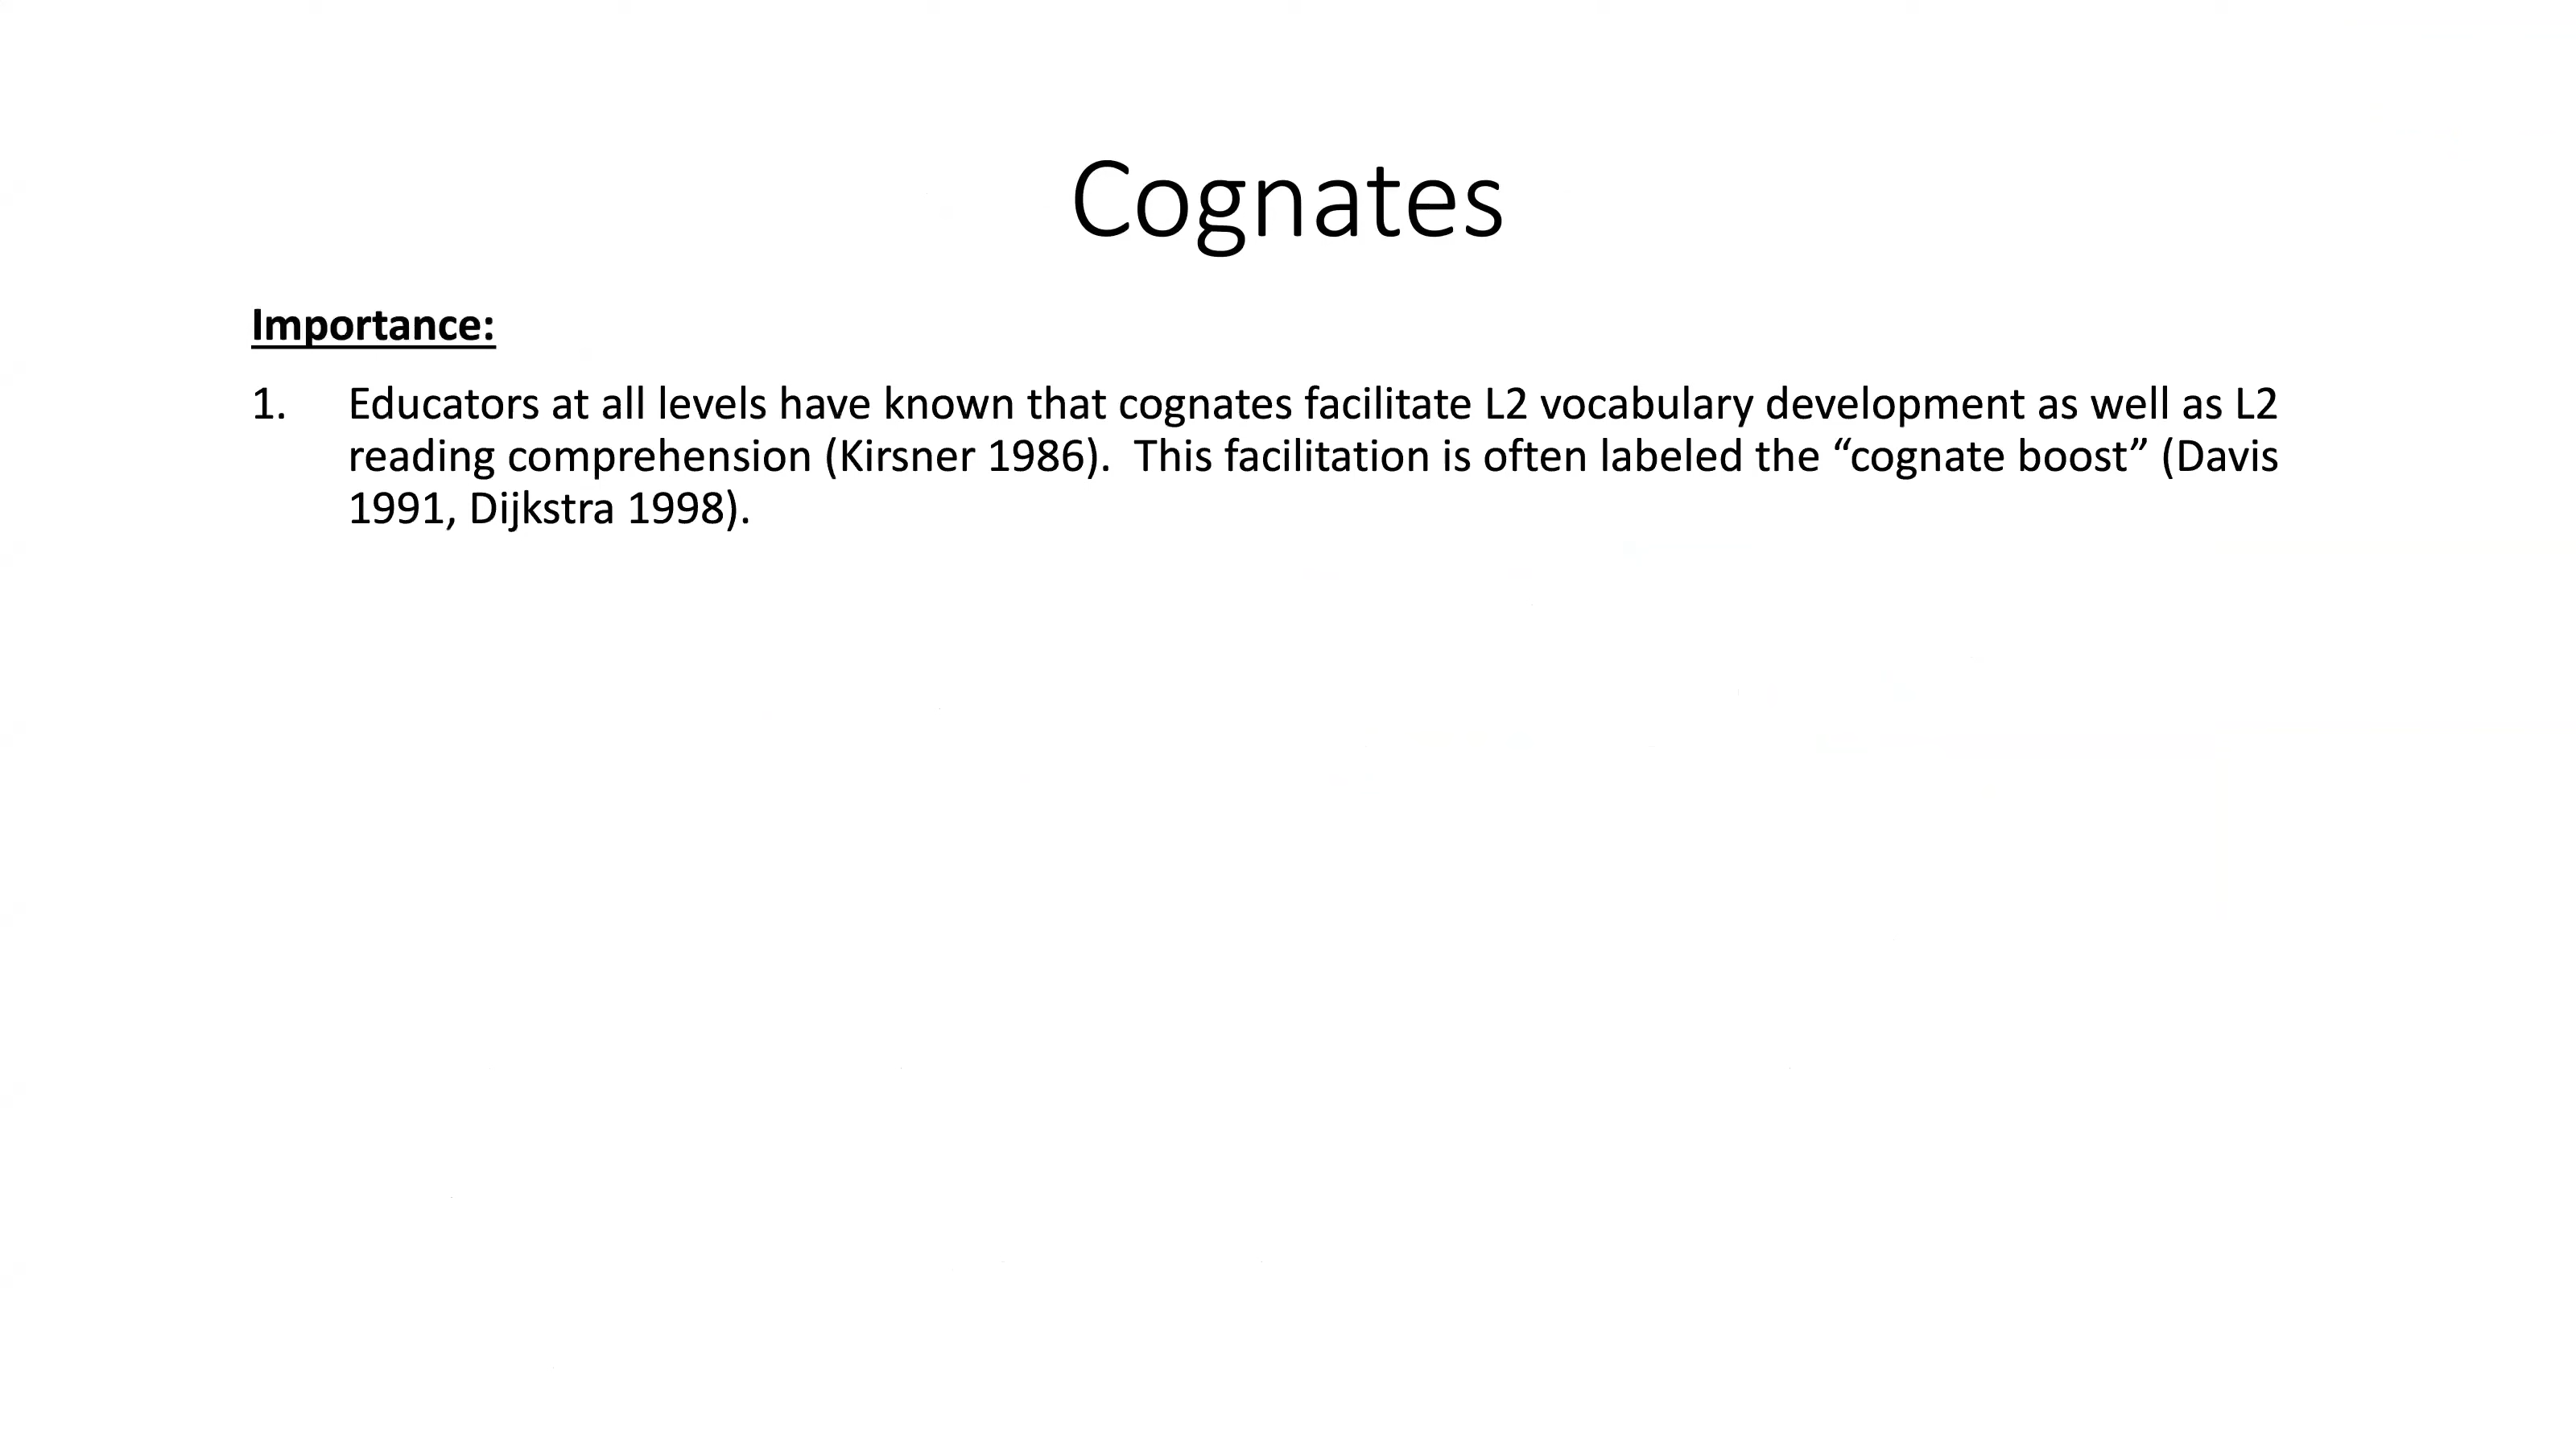 Cognates
Importance:
1. Educators at all levels have known that cognates facilitate L2 vocabulary development as well as L2
reading comprehension (Kirsner 1986).  This facilitation is often labeled the “cognate boost” (Davis
1991, Dijkstra 1998).